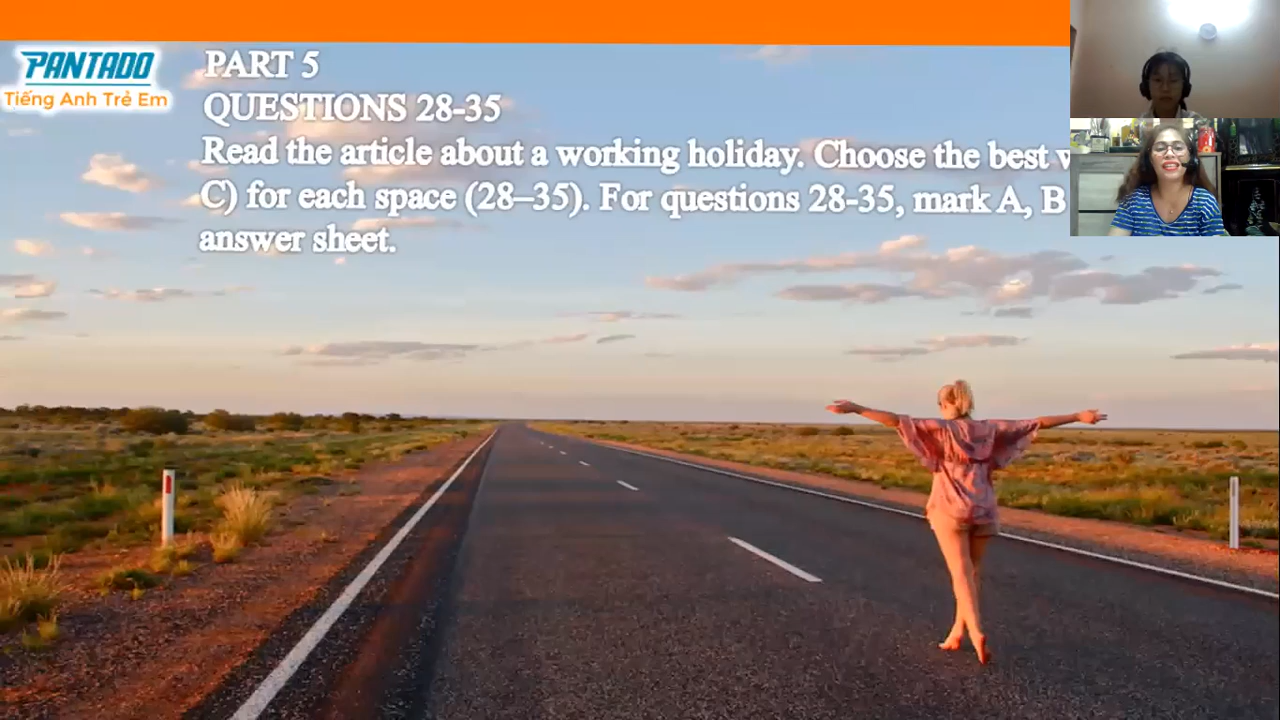 PANTADO
Tiếng Anh Trẻ Em
PART 5
QUESTIONS 28-35
Read the article about a working holiday. Choose the best
C) for each space (28–35). For questions 28-35, mark A, B
answer sheet.